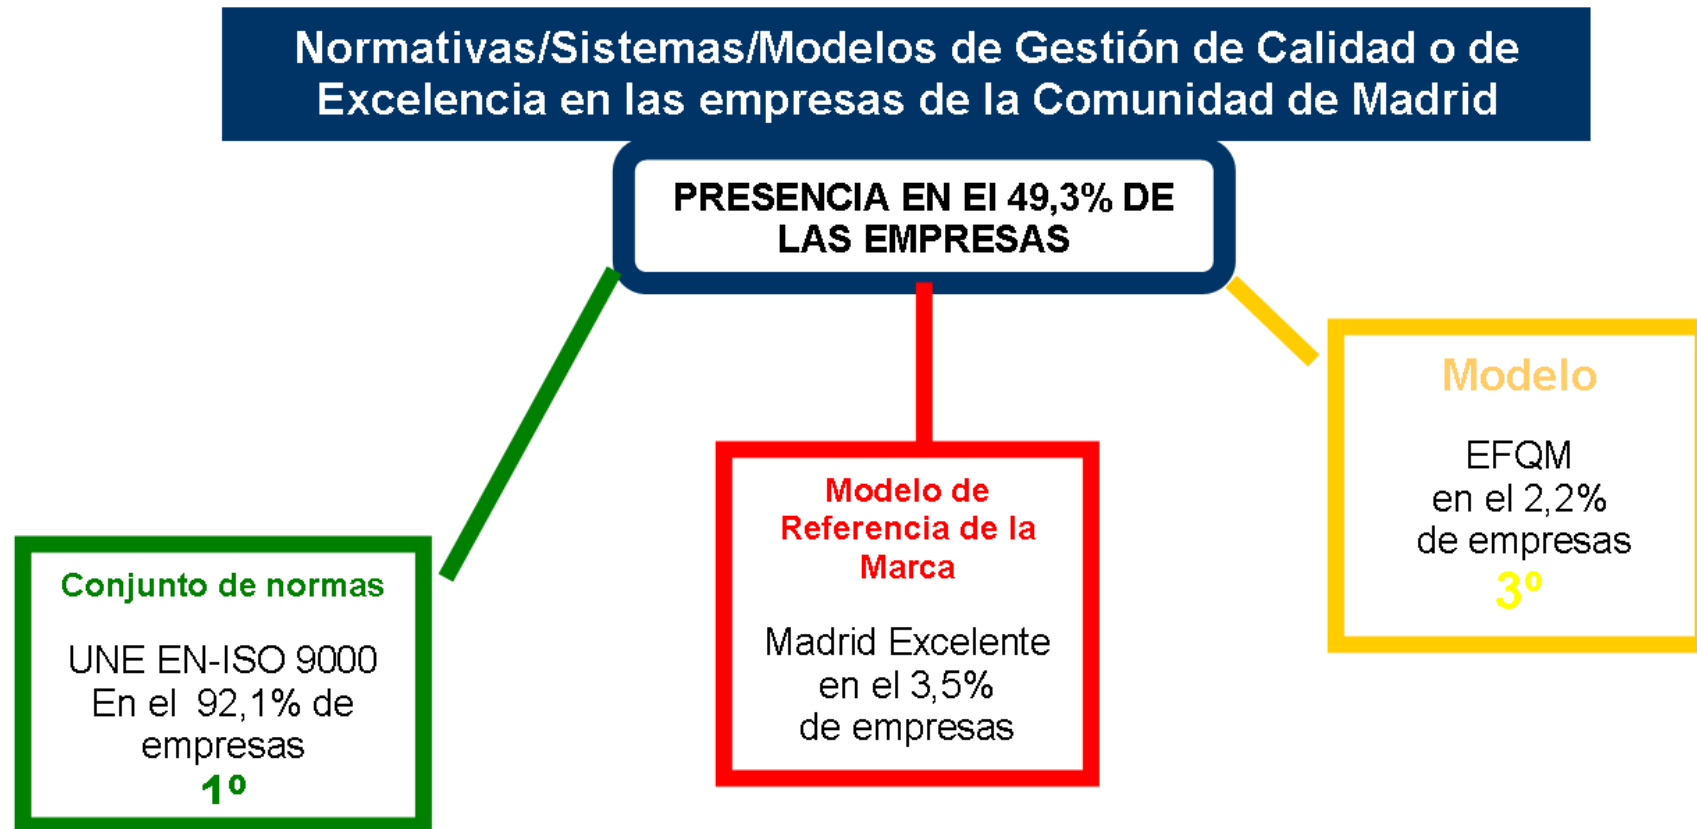 Normativas/Sistemas/Modelos de Gestión de Calidad o de
Excelencia en las empresas de la Comunidad de Madrid
PRESENCIA EN El 49,3% DE
LAS EMPRESAS
Conjunto de normas
UNE EN-ISO 9000
En el 92,1% de
empresas
1º
Modelo de
Referencia de la
Marca
Madrid Excelente
en el 3,5%
de empresas
Modelo
EFQM
en el 2,2%
de empresas
3º